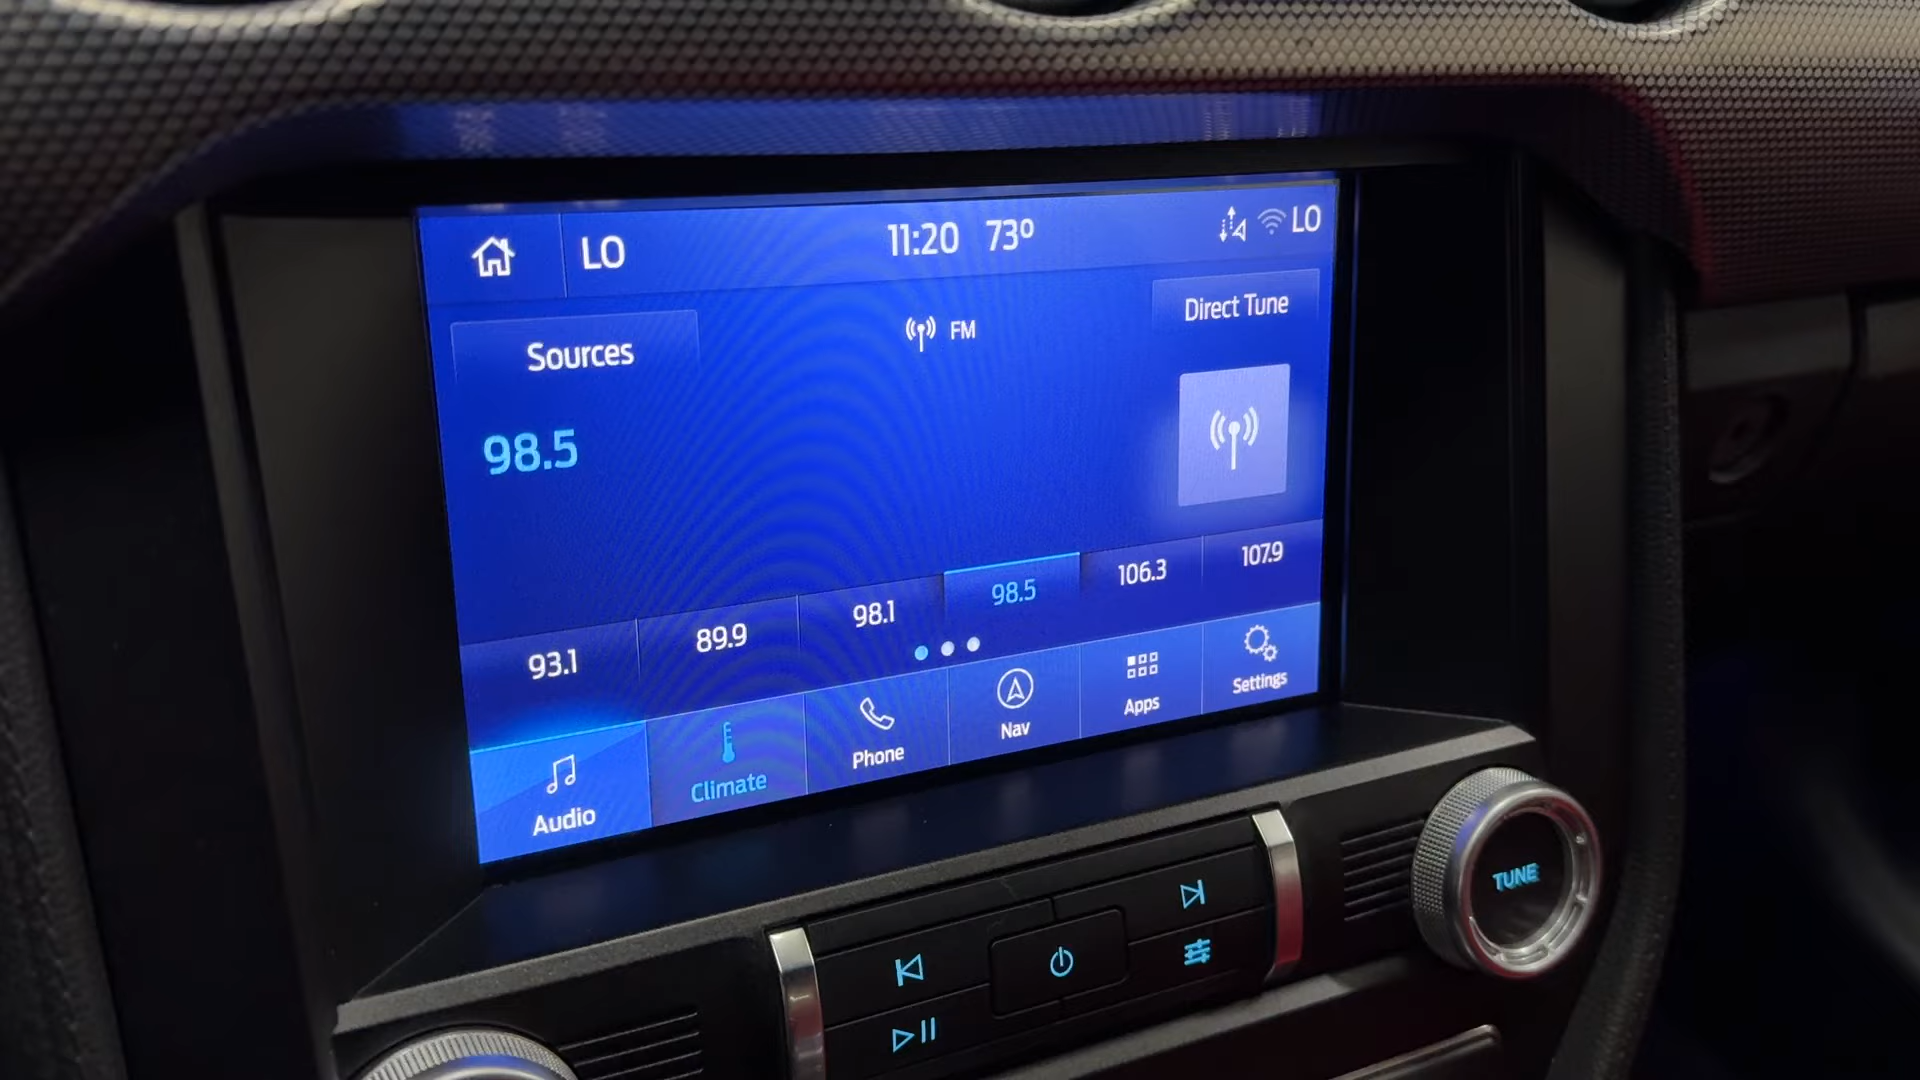 LO 11:20 73° LO
Sources FM Direct Tune
98.5
93.1 89.9 98.1 98.5 106.3 107.9
Audio Climate Phone Nav Apps Settings
TUNE